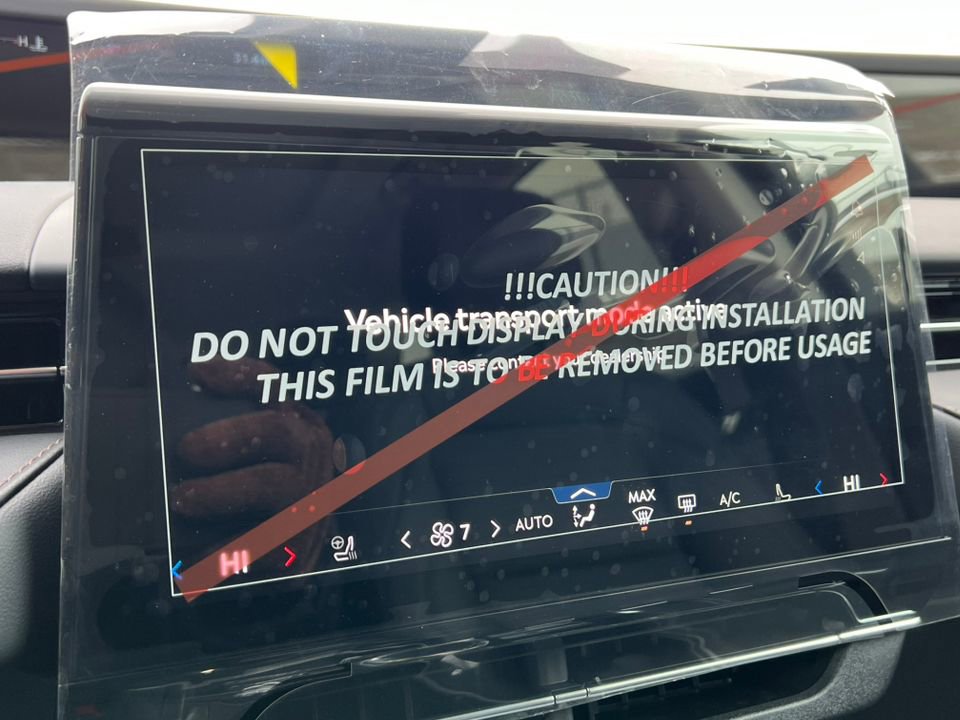 H
!!!CAUTION!!!
Vehicle transport mode active
DO NOT TOUCH DISPLAY DURING INSTALLATION
Please contact your dealership
THIS FILM IS TO BE REMOVED BEFORE USAGE
HI < 7 > AUTO MAX A/C HI